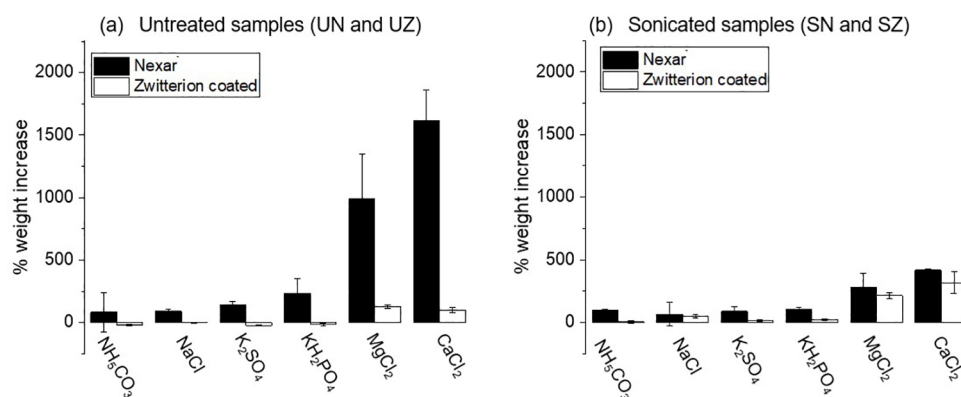 (a) Untreated samples (UN and UZ)
% weight increase
2000
1500
1000
500
0
Nexar
Zwitterion coated
NH₅CO₃
NaCl
K₂SO₄
KH₂PO₄
MgCl₂
CaCl₂
(b) Sonicated samples (SN and SZ)
% weight increase
2000
1500
1000
500
0
Nexar
Zwitterion coated
NH₅CO₃
NaCl
K₂SO₄
KH₂PO₄
MgCl₂
CaCl₂